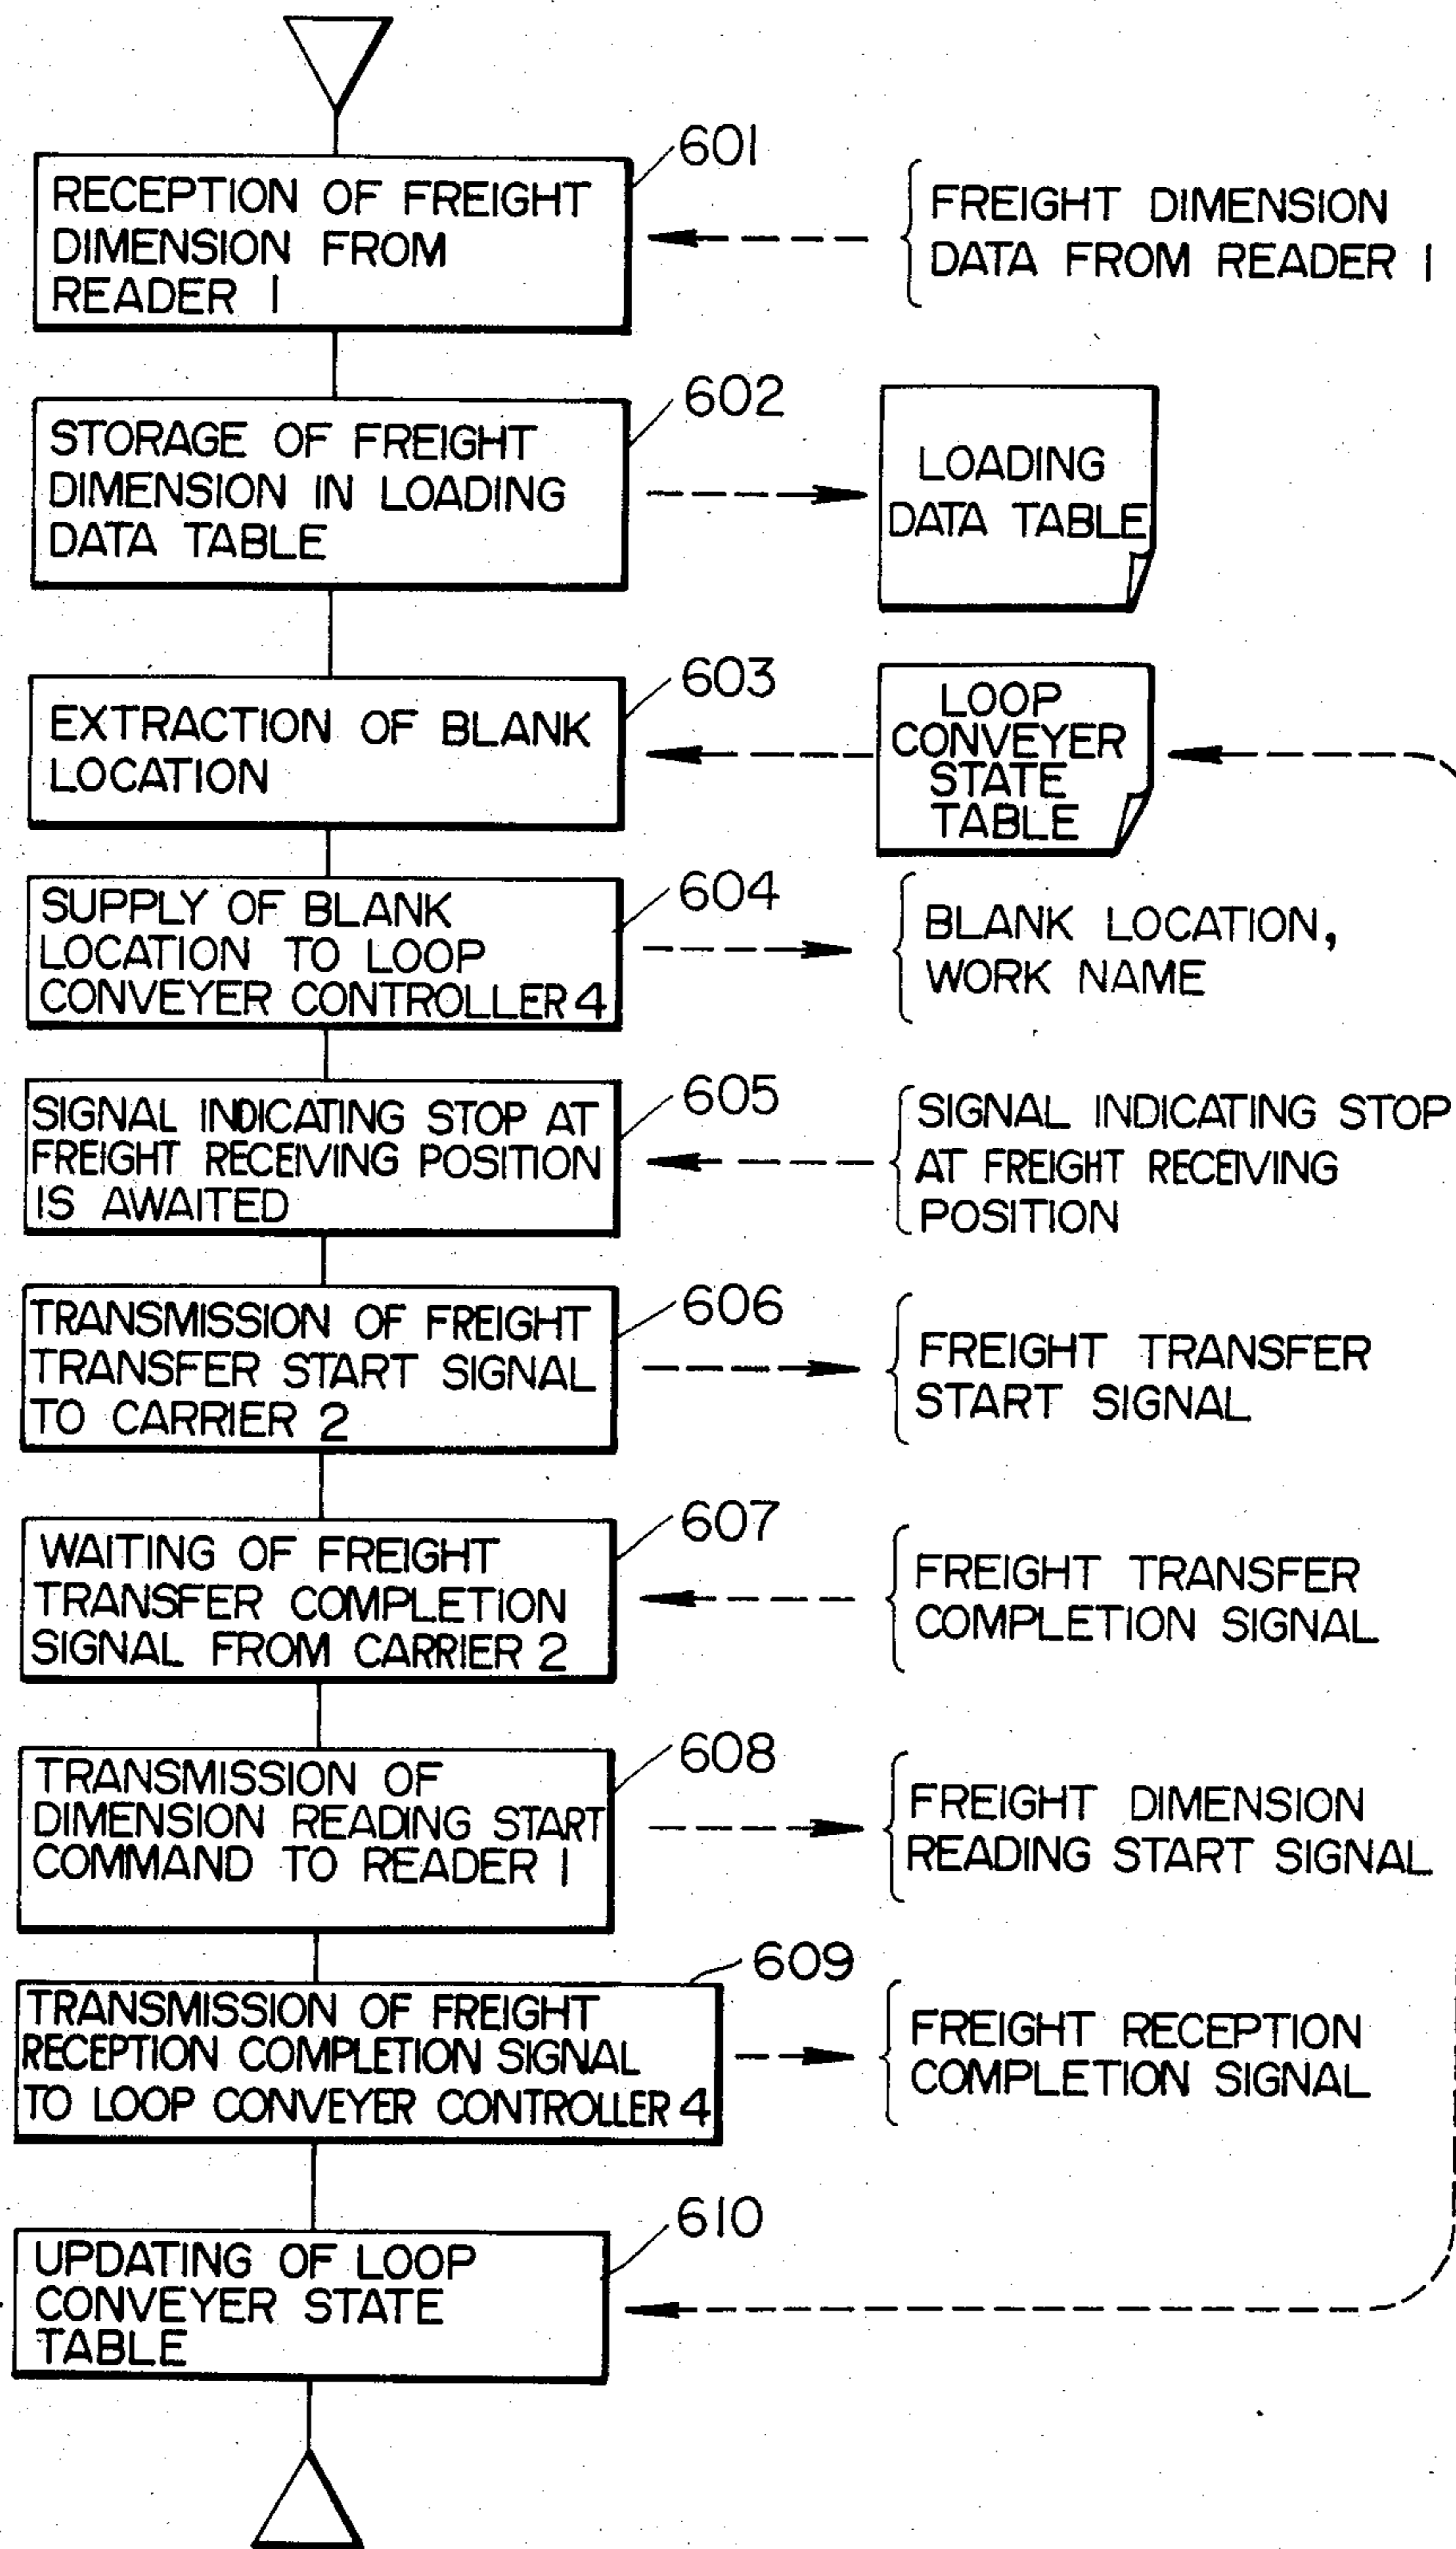 601
RECEPTION OF FREIGHT
DIMENSION FROM
READER 1
FREIGHT DIMENSION
DATA FROM READER 1
602
STORAGE OF FREIGHT
DIMENSION IN LOADING
DATA TABLE
LOADING
DATA TABLE
603
EXTRACTION OF BLANK
LOCATION
LOOP
CONVEYER
STATE
TABLE
604
SUPPLY OF BLANK
LOCATION TO LOOP
CONVEYER CONTROLLER 4
BLANK LOCATION,
WORK NAME
605
SIGNAL INDICATING STOP AT
FREIGHT RECEIVING POSITION
IS AWAITED
SIGNAL INDICATING STOP
AT FREIGHT RECEIVING
POSITION
606
TRANSMISSION OF FREIGHT
TRANSFER START SIGNAL
TO CARRIER 2
FREIGHT TRANSFER
START SIGNAL
607
WAITING OF FREIGHT
TRANSFER COMPLETION
SIGNAL FROM CARRIER 2
FREIGHT TRANSFER
COMPLETION SIGNAL
608
TRANSMISSION OF
DIMENSION READING START
COMMAND TO READER 1
FREIGHT DIMENSION
READING START SIGNAL
609
TRANSMISSION OF FREIGHT
RECEPTION COMPLETION SIGNAL
TO LOOP CONVEYER CONTROLLER 4
FREIGHT RECEPTION
COMPLETION SIGNAL
610
UPDATING OF LOOP
CONVEYER STATE
TABLE